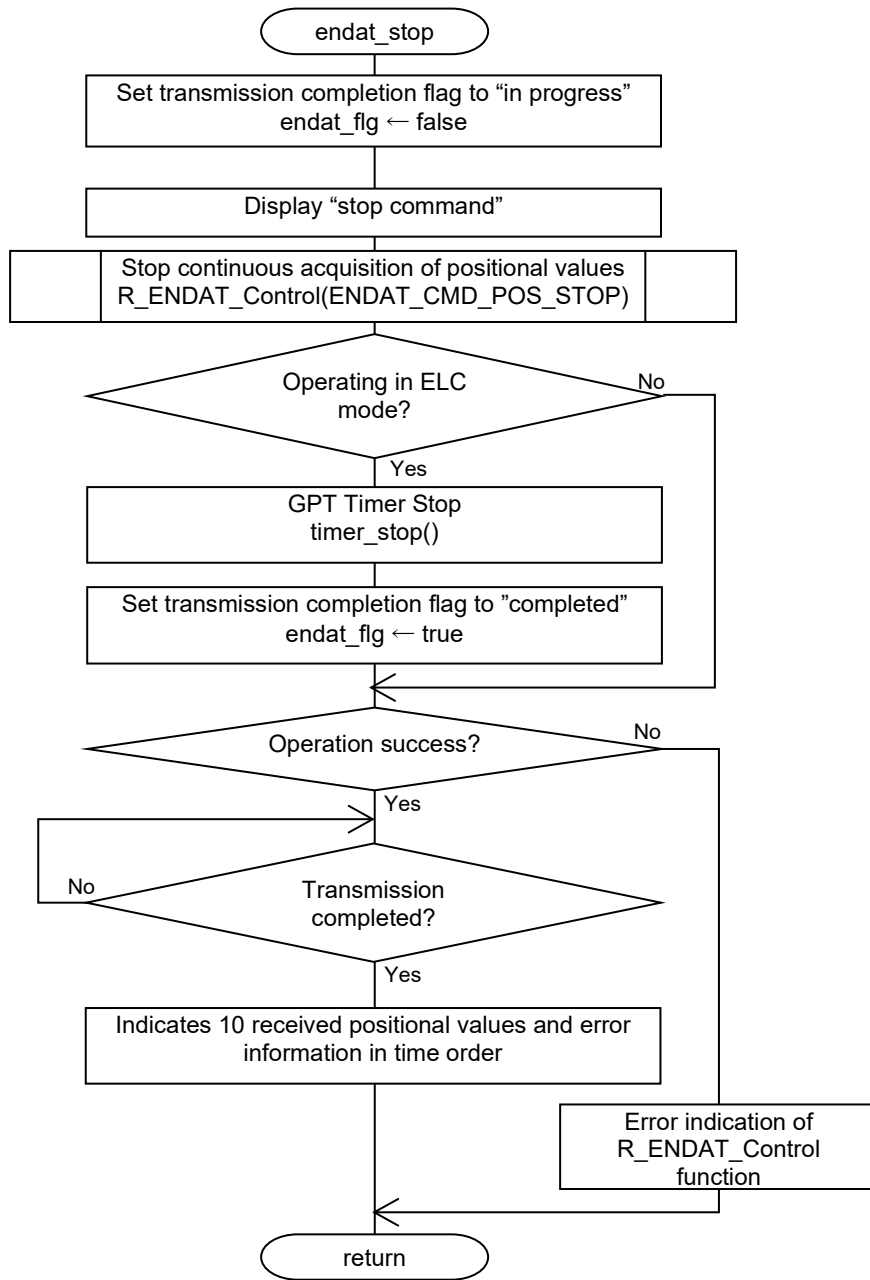 endat_stop
Set transmission completion flag to “in progress”
endat_flg ← false
Display “stop command”
Stop continuous acquisition of positional values
R_ENDAT_Control(ENDAT_CMD_POS_STOP)
Operating in ELC
mode?
No
Yes
GPT Timer Stop
timer_stop()
Set transmission completion flag to ”completed”
endat_flg ← true
Operation success?
No
Yes
Transmission
completed?
No
Yes
Indicates 10 received positional values and error
information in time order
Error indication of
R_ENDAT_Control
function
return